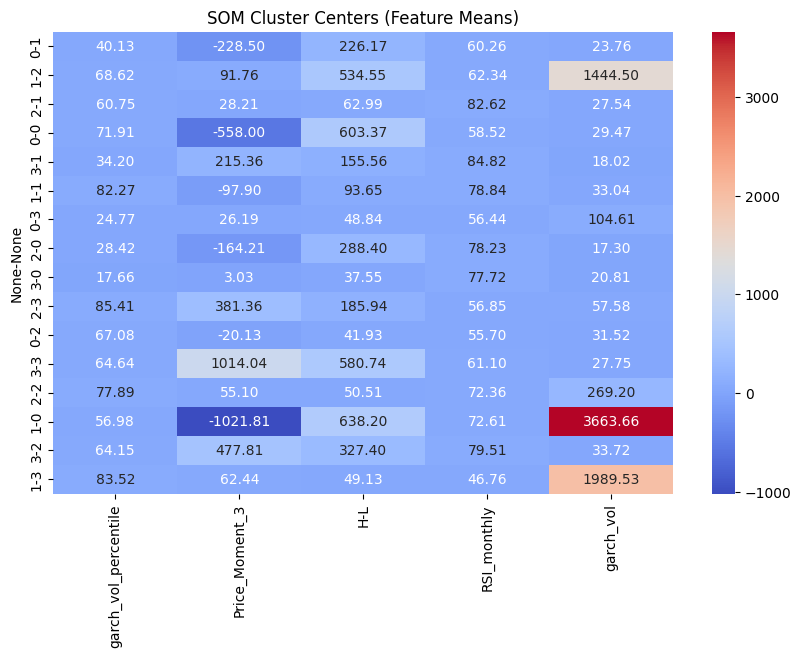 SOM Cluster Centers (Feature Means)
None-None
0-1 40.13 -228.50 226.17 60.26 23.76
1-2 68.62 91.76 534.55 62.34 1444.50
2-1 60.75 28.21 62.99 82.62 27.54
0-0 71.91 -558.00 603.37 58.52 29.47
3-1 34.20 215.36 155.56 84.82 18.02
1-1 82.27 -97.90 93.65 78.84 33.04
0-3 24.77 26.19 48.84 56.44 104.61
2-0 28.42 -164.21 288.40 78.23 17.30
3-0 17.66 3.03 37.55 77.72 20.81
2-3 85.41 381.36 185.94 56.85 57.58
0-2 67.08 -20.13 41.93 55.70 31.52
3-3 64.64 1014.04 580.74 61.10 27.75
2-2 77.89 55.10 50.51 72.36 269.20
1-0 56.98 -1021.81 638.20 72.61 3663.66
3-2 64.15 477.81 327.40 79.51 33.72
1-3 83.52 62.44 49.13 46.76 1989.53
garch_vol_percentile
Price_Moment_3
H-L
RSI_monthly
garch_vol
3000
2000
1000
0
−1000